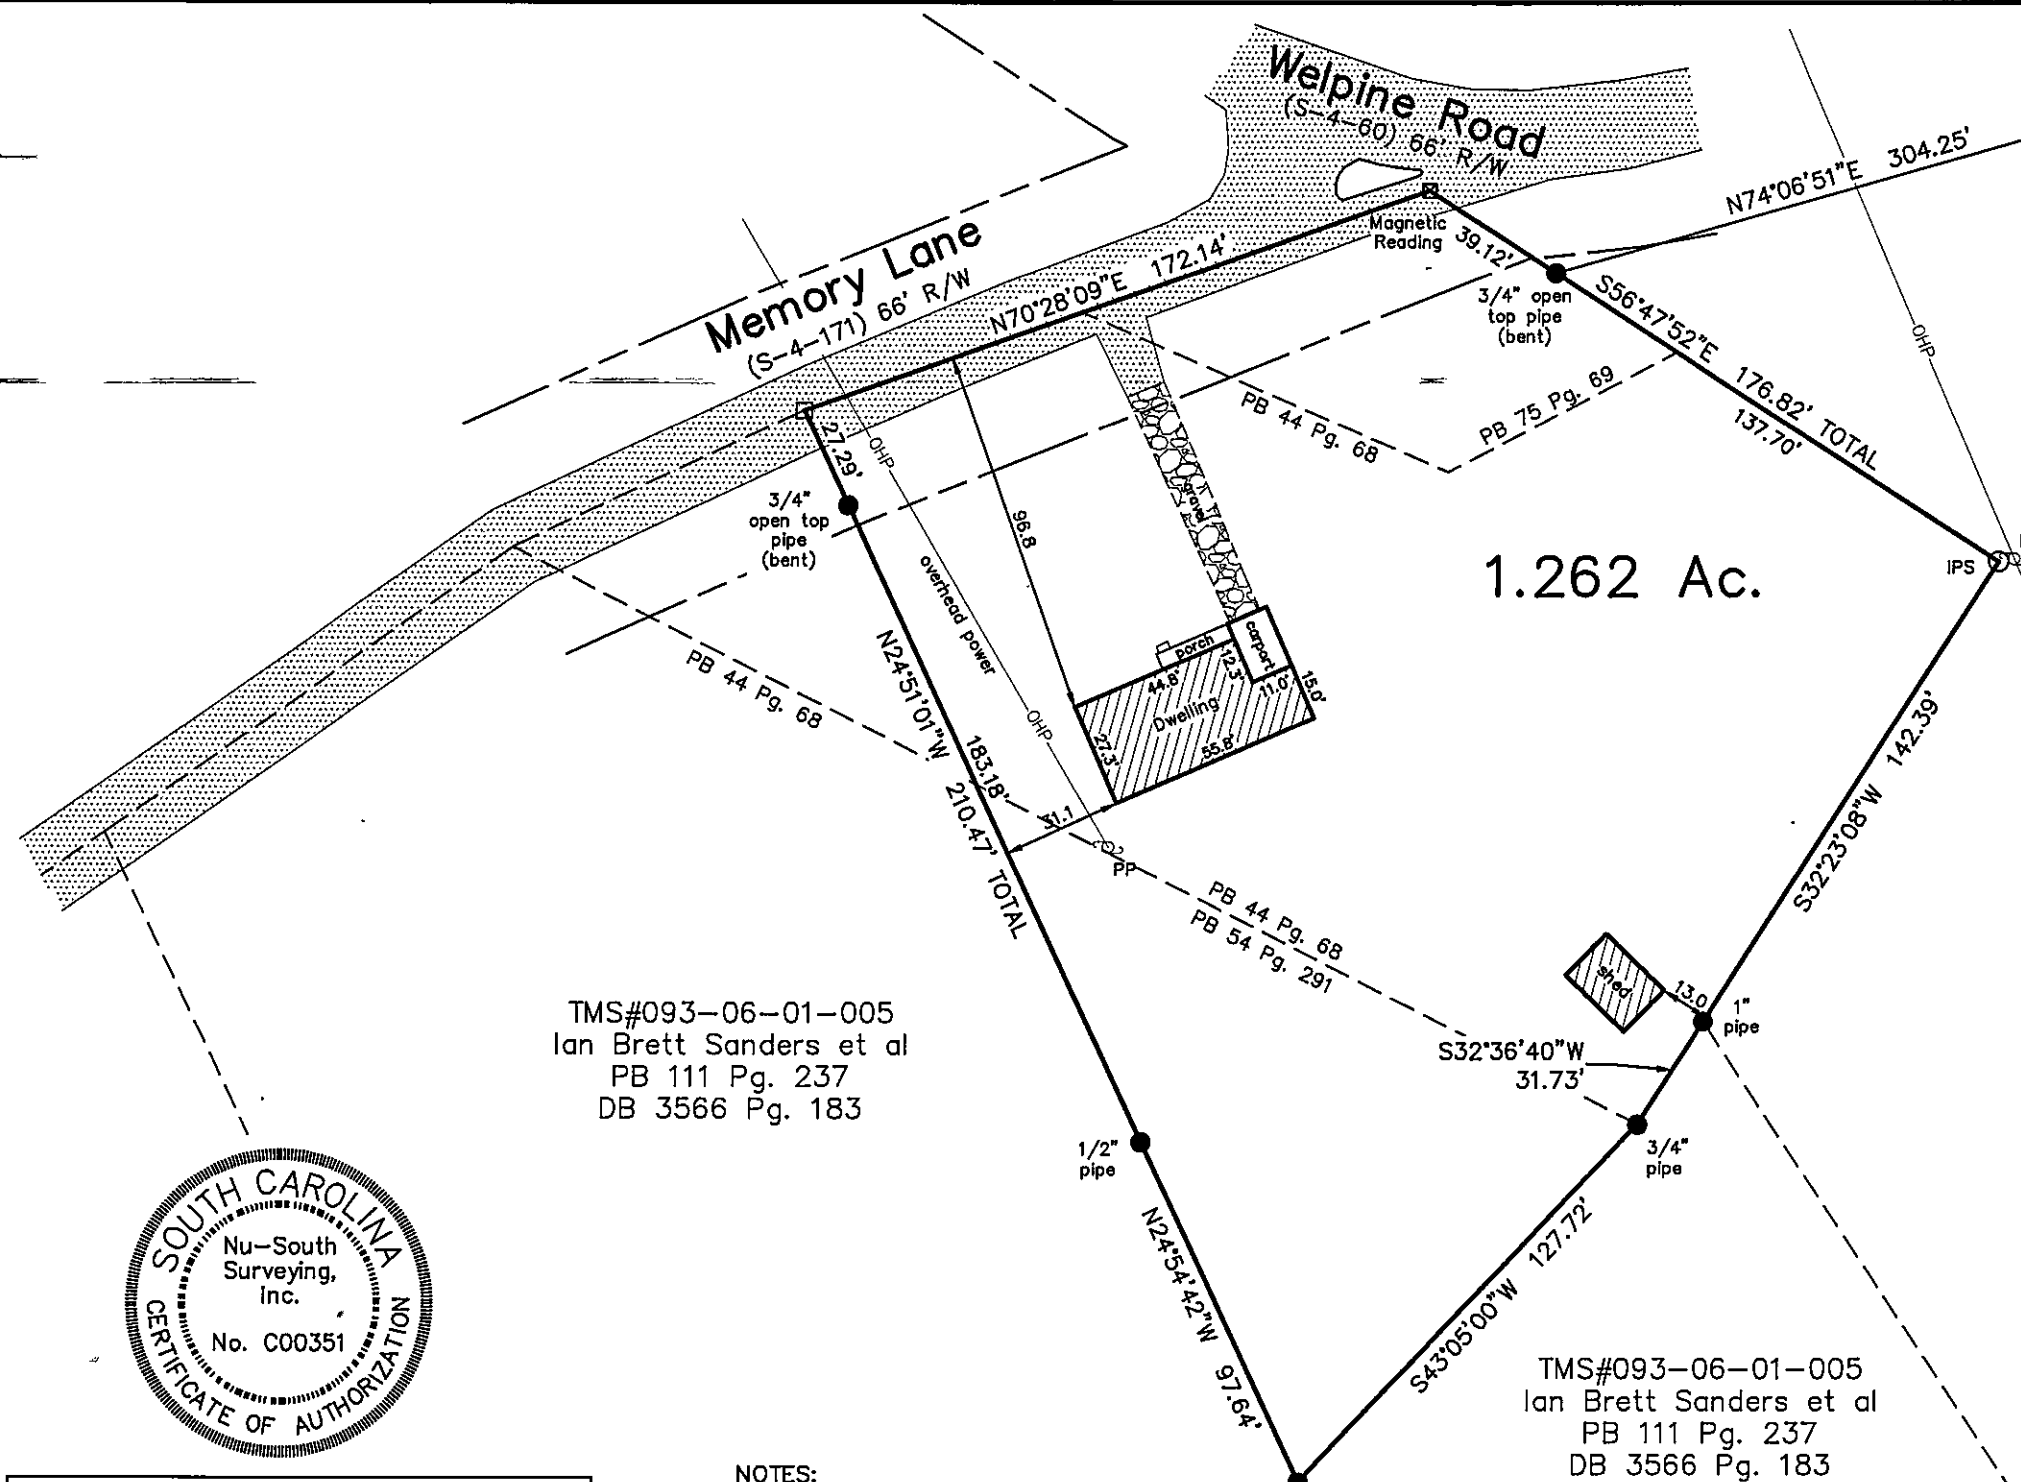 Welpine Road
(S-4-60) 66' R/W
N74°06'51"E 304.25'
Memory Lane
(S-4-171) 66' R/W
N70°28'09"E 172.14'
Magnetic
Reading
39.12'
3/4" open
top pipe
(bent)
S56°47'52"E 176.82' TOTAL
137.70'
OHP
IPS
27.29'
OHP
3/4"
open top
pipe
(bent)
96.8
gravel
PB 44 Pg. 68
PB 75 Pg. 69
1.262 Ac.
overhead power
OHP
PB 44 Pg. 68
N24°51'01"W 210.47' TOTAL
183.18'
porch
carport
44.8'
12.3'
11.0'
15.0'
Dwelling
27.3'
55.8'
31.1
PP
PB 44 Pg. 68
PB 54 Pg. 291
S32°23'08"W 142.39'
shed
13.0
1"
pipe
S32°36'40"W
31.73'
3/4"
pipe
TMS#093-06-01-005
Ian Brett Sanders et al
PB 111 Pg. 237
DB 3566 Pg. 183
1/2"
pipe
N24°54'42"W 97.64'
S43°05'00"W 127.72'
SOUTH CAROLINA
Nu-South
Surveying,
Inc.
No. C00351
CERTIFICATE OF AUTHORIZATION
TMS#093-06-01-005
Ian Brett Sanders et al
PB 111 Pg. 237
DB 3566 Pg. 183
NOTES: